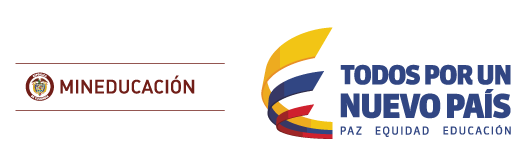 MINEDUCACIÓN
TODOS POR UN
NUEVO PAÍS
PAZ EQUIDAD EDUCACIÓN